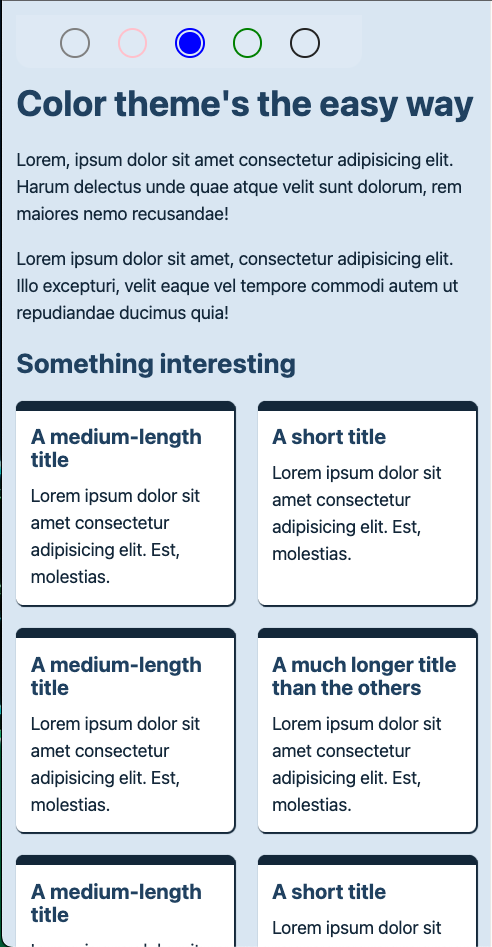 Color theme's the easy way
Lorem, ipsum dolor sit amet consectetur adipisicing elit.
Harum delectus unde quae atque velit sunt dolorum, rem
maiores nemo recusandae!
Lorem ipsum dolor sit amet, consectetur adipisicing elit.
Illo excepturi, velit eaque vel tempore commodi autem ut
repudiandae ducimus quia!
Something interesting
A medium-length
title
Lorem ipsum dolor sit
amet consectetur
adipisicing elit. Est,
molestias.
A short title
Lorem ipsum dolor sit
amet consectetur
adipisicing elit. Est,
molestias.
A medium-length
title
Lorem ipsum dolor sit
amet consectetur
adipisicing elit. Est,
molestias.
A much longer title
than the others
Lorem ipsum dolor sit
amet consectetur
adipisicing elit. Est,
molestias.
A medium-length
title
A short title
Lorem ipsum dolor sit